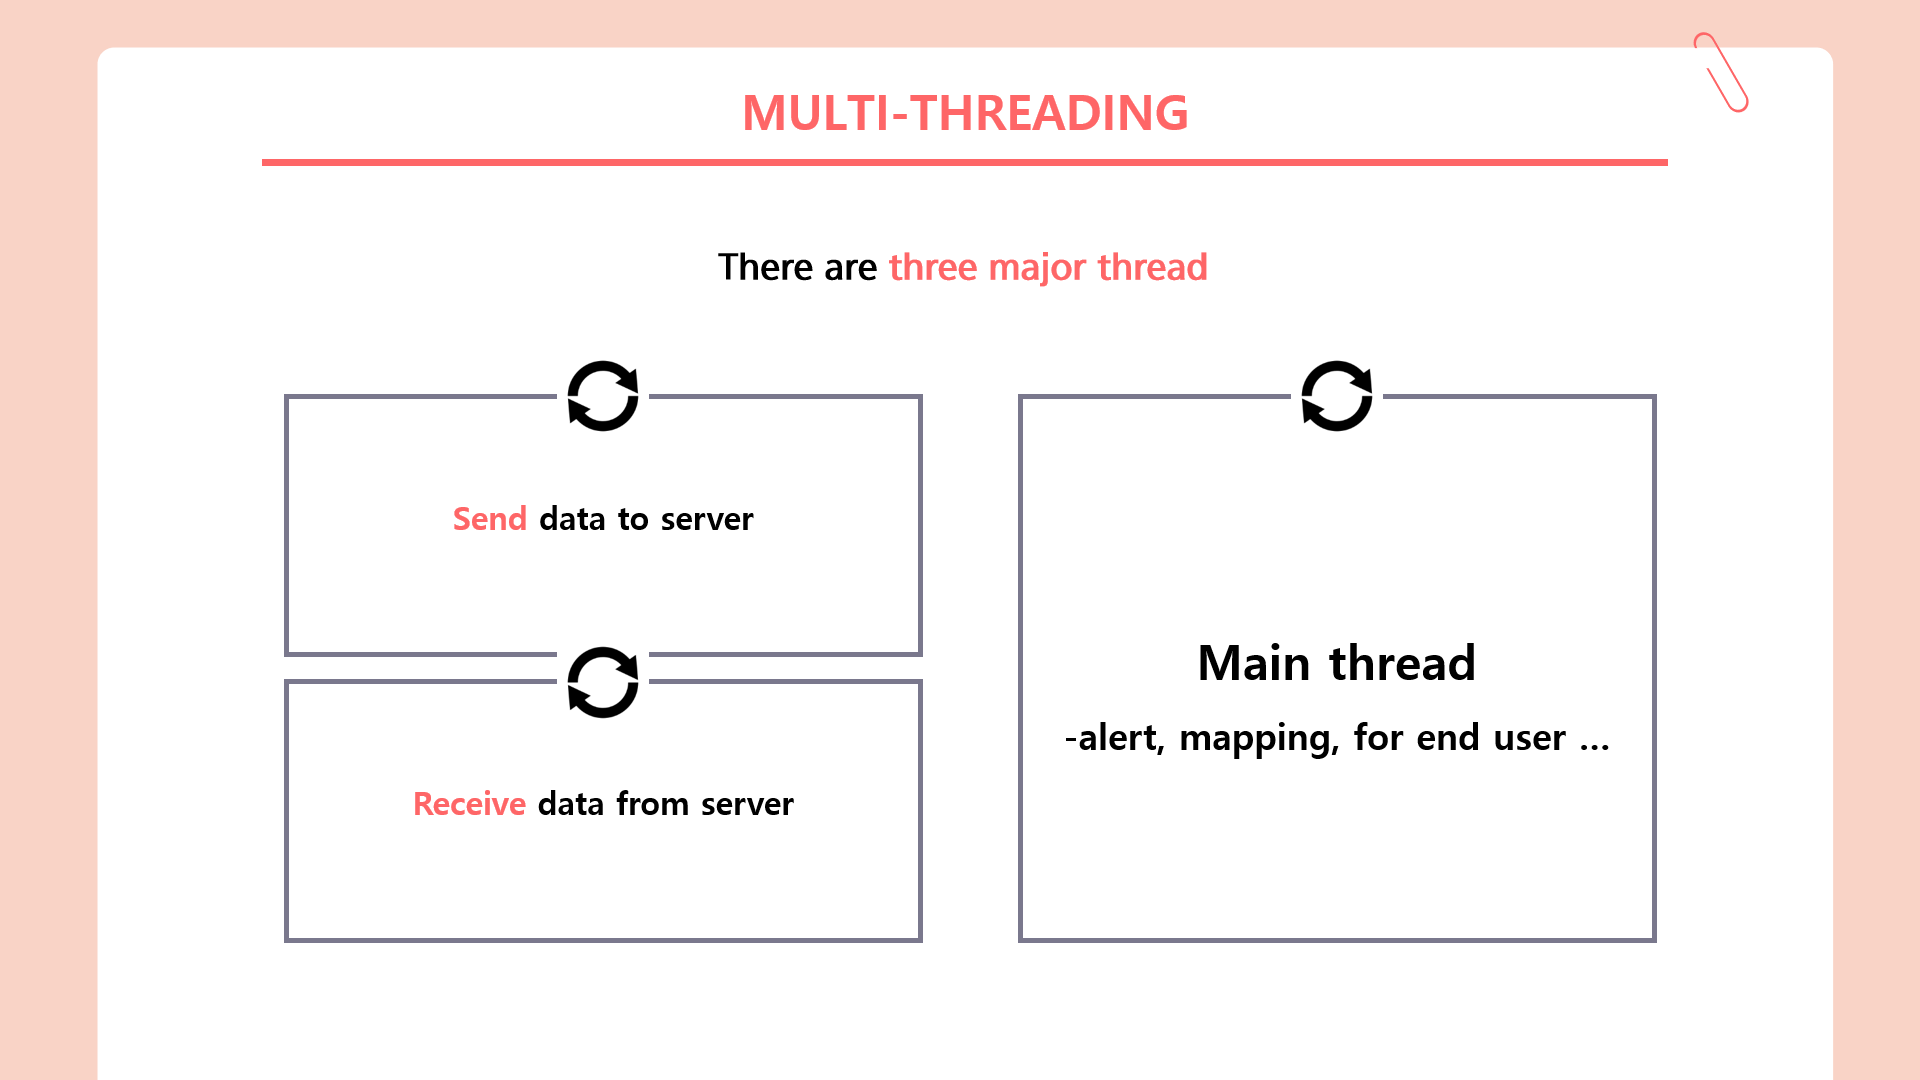 MULTI-THREADING
There are three major thread
Send data to server
Receive data from server
Main thread
-alert, mapping, for end user ...